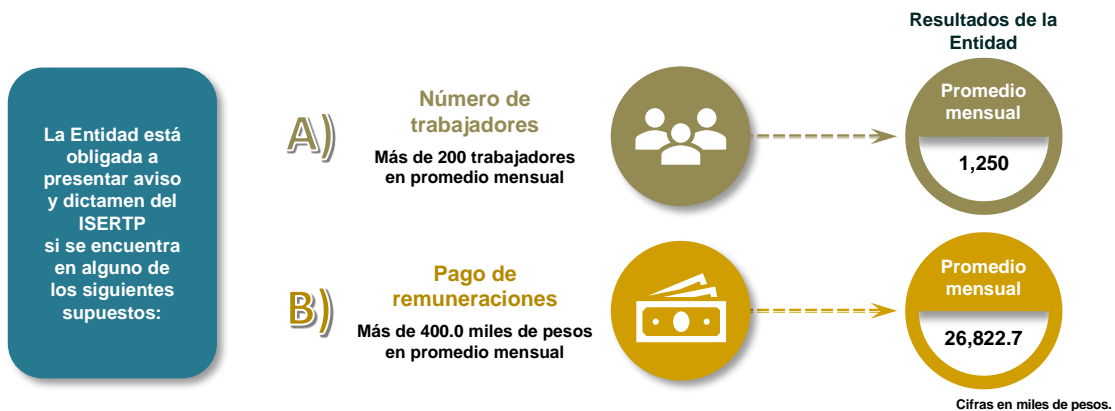 La Entidad está
obligada a
presentar aviso
y dictamen del
ISERTP
si se encuentra
en alguno de
los siguientes
supuestos:
A)
Número de
trabajadores
Más de 200 trabajadores
en promedio mensual
Resultados de la
Entidad
Promedio
mensual
1,250
B)
Pago de
remuneraciones
Más de 400.0 miles de pesos
en promedio mensual
Promedio
mensual
26,822.7
Cifras en miles de pesos.